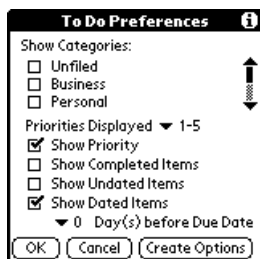 To Do Preferences
Show Categories:
Unfiled
Business
Personal
Priorities Displayed 1-5
Show Priority
Show Completed Items
Show Undated Items
Show Dated Items
0 Day(s) before Due Date
OK Cancel Create Options